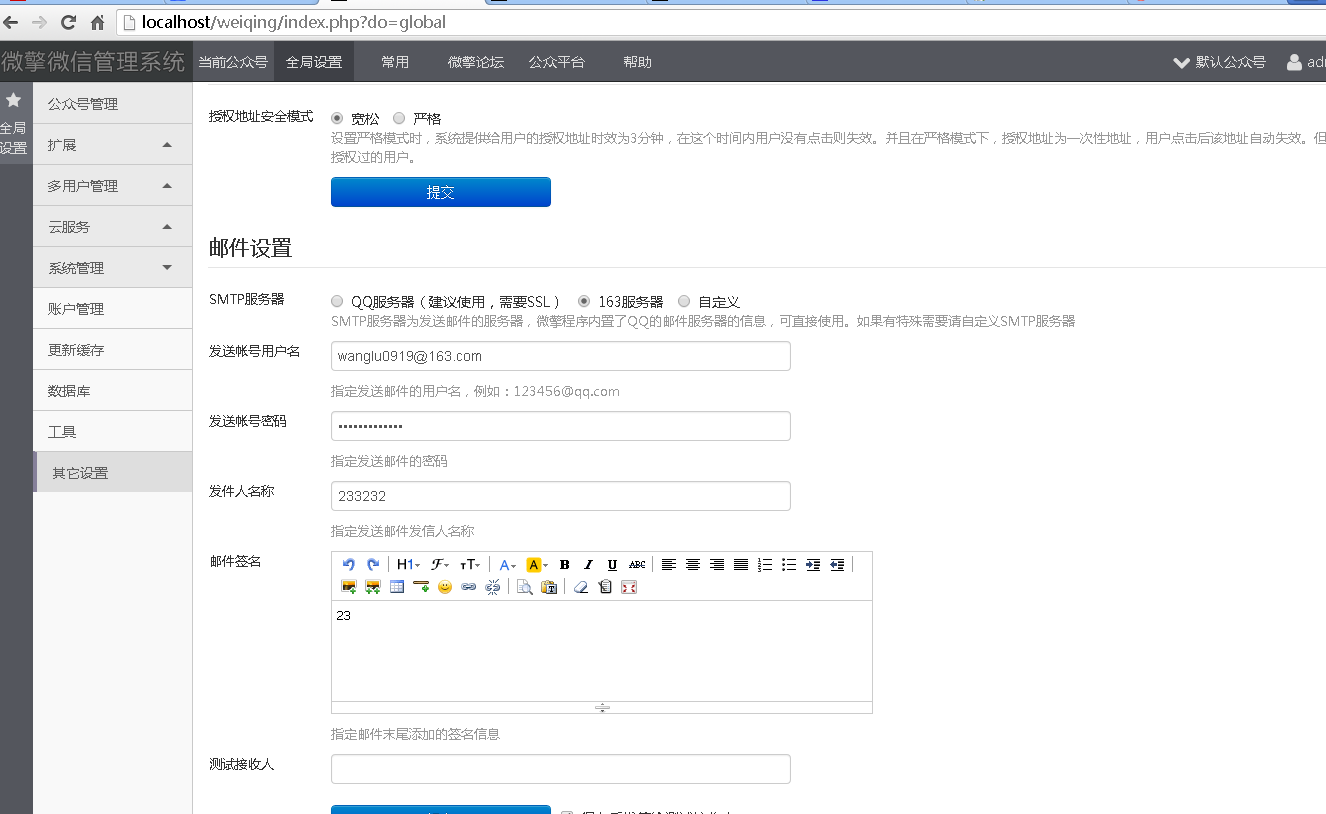 localhost/weiqing/index.php?do=global
微擎微信管理系统 当前公众号 全局设置 常用 微擎论坛 公众平台 帮助 默认公众号
全局
设置
公众号管理
扩展
多用户管理
云服务
系统管理
账户管理
更新缓存
数据库
工具
其它设置
授权地址安全模式 宽松 严格
设置严格模式时，系统提供给用户的授权地址时效为3分钟，在这个时间内用户没有点击则失效。并且在严格模式下，授权地址为一次性地址，用户点击后该地址自动失效。但
授权过的用户。
提交
邮件设置
SMTP服务器 QQ服务器（建议使用，需要SSL） 163服务器 自定义
SMTP服务器为发送邮件的服务器，微擎程序内置了QQ的邮件服务器的信息，可直接使用。如果有特殊需要请自定义SMTP服务器
发送帐号用户名 wanglu0919@163.com
指定发送邮件的用户名，例如：123456@qq.com
发送帐号密码 •••••••••••••
指定发送邮件的密码
发件人名称 233232
指定发送邮件发信人名称
邮件签名
H1 F TT A A B I U ABC
23
指定邮件末尾添加的签名信息
测试接收人